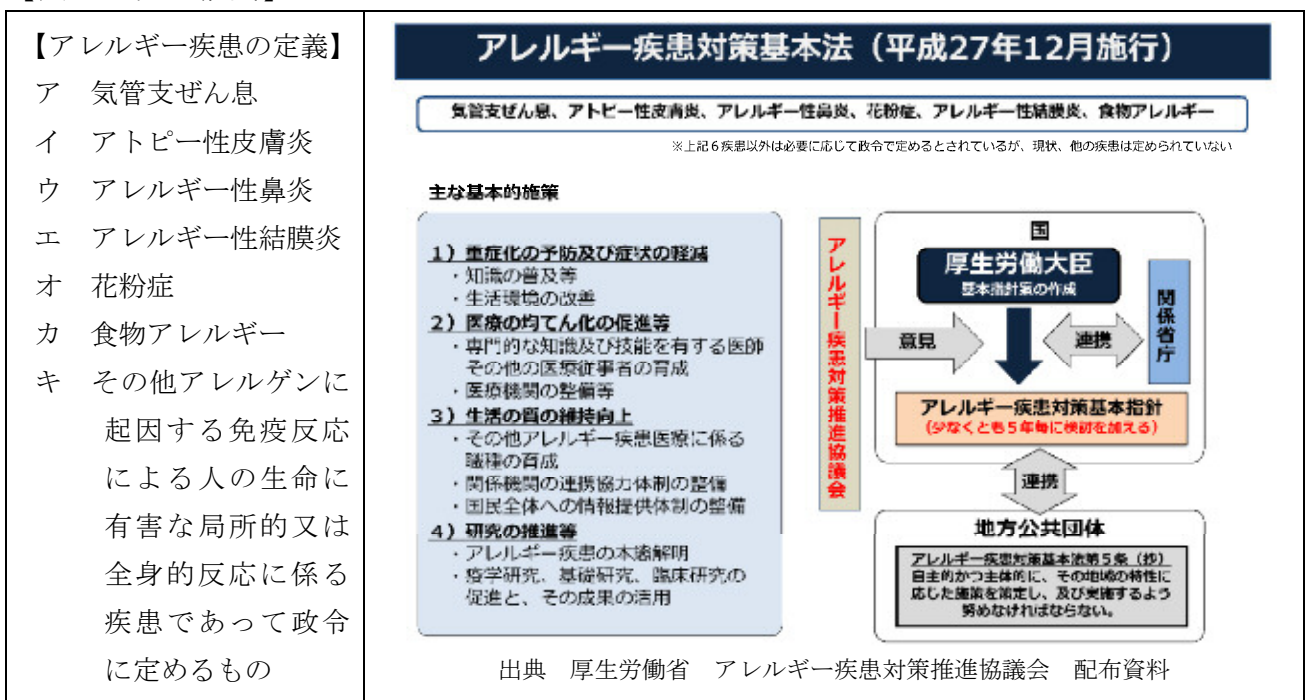 【アレルギー疾患の定義】
ア 気管支ぜん息
イ アトピー性皮膚炎
ウ アレルギー性鼻炎
エ アレルギー性結膜炎
オ 花粉症
カ 食物アレルギー
キ その他アレルゲンに
起因する免疫反応
による人の生命に
有害な局所的又は
全身的反応に係る
疾患であって政令
に定めるもの
アレルギー疾患対策基本法（平成27年12月施行）
気管支ぜん息、アトピー性皮膚炎、アレルギー性鼻炎、花粉症、アレルギー性結膜炎、食物アレルギー
※上記６疾患以外は必要に応じて政令で定めるとされているが、現状、他の疾患は定められていない
主な基本的施策
１）重症化の予防及び症状の軽減
・知識の普及等
・生活環境の改善
２）医療の均てん化の促進等
・専門的な知識及び技能を有する医師
その他の医療従事者の育成
・医療機関の整備等
３）生活の質の維持向上
・その他アレルギー疾患医療に係る
職種の育成
・関係機関の連携協力体制の整備
・国民全体への情報提供体制の整備
４）研究の推進等
・アレルギー疾患の本態解明
・疫学研究、基礎研究、臨床研究の
促進と、その成果の活用
アレルギー疾患対策推進協議会
国
厚生労働大臣
基本指針案の作成
意見
連携
関係省庁
アレルギー疾患対策基本指針
（少なくとも５年毎に検討を加える）
連携
地方公共団体
アレルギー疾患対策基本法第５条（抄）
自主的かつ主体的に、その地域の特性に
応じた施策を策定し、及び実施するよう
努めなければならない。
出典 厚生労働省 アレルギー疾患対策推進協議会 配布資料